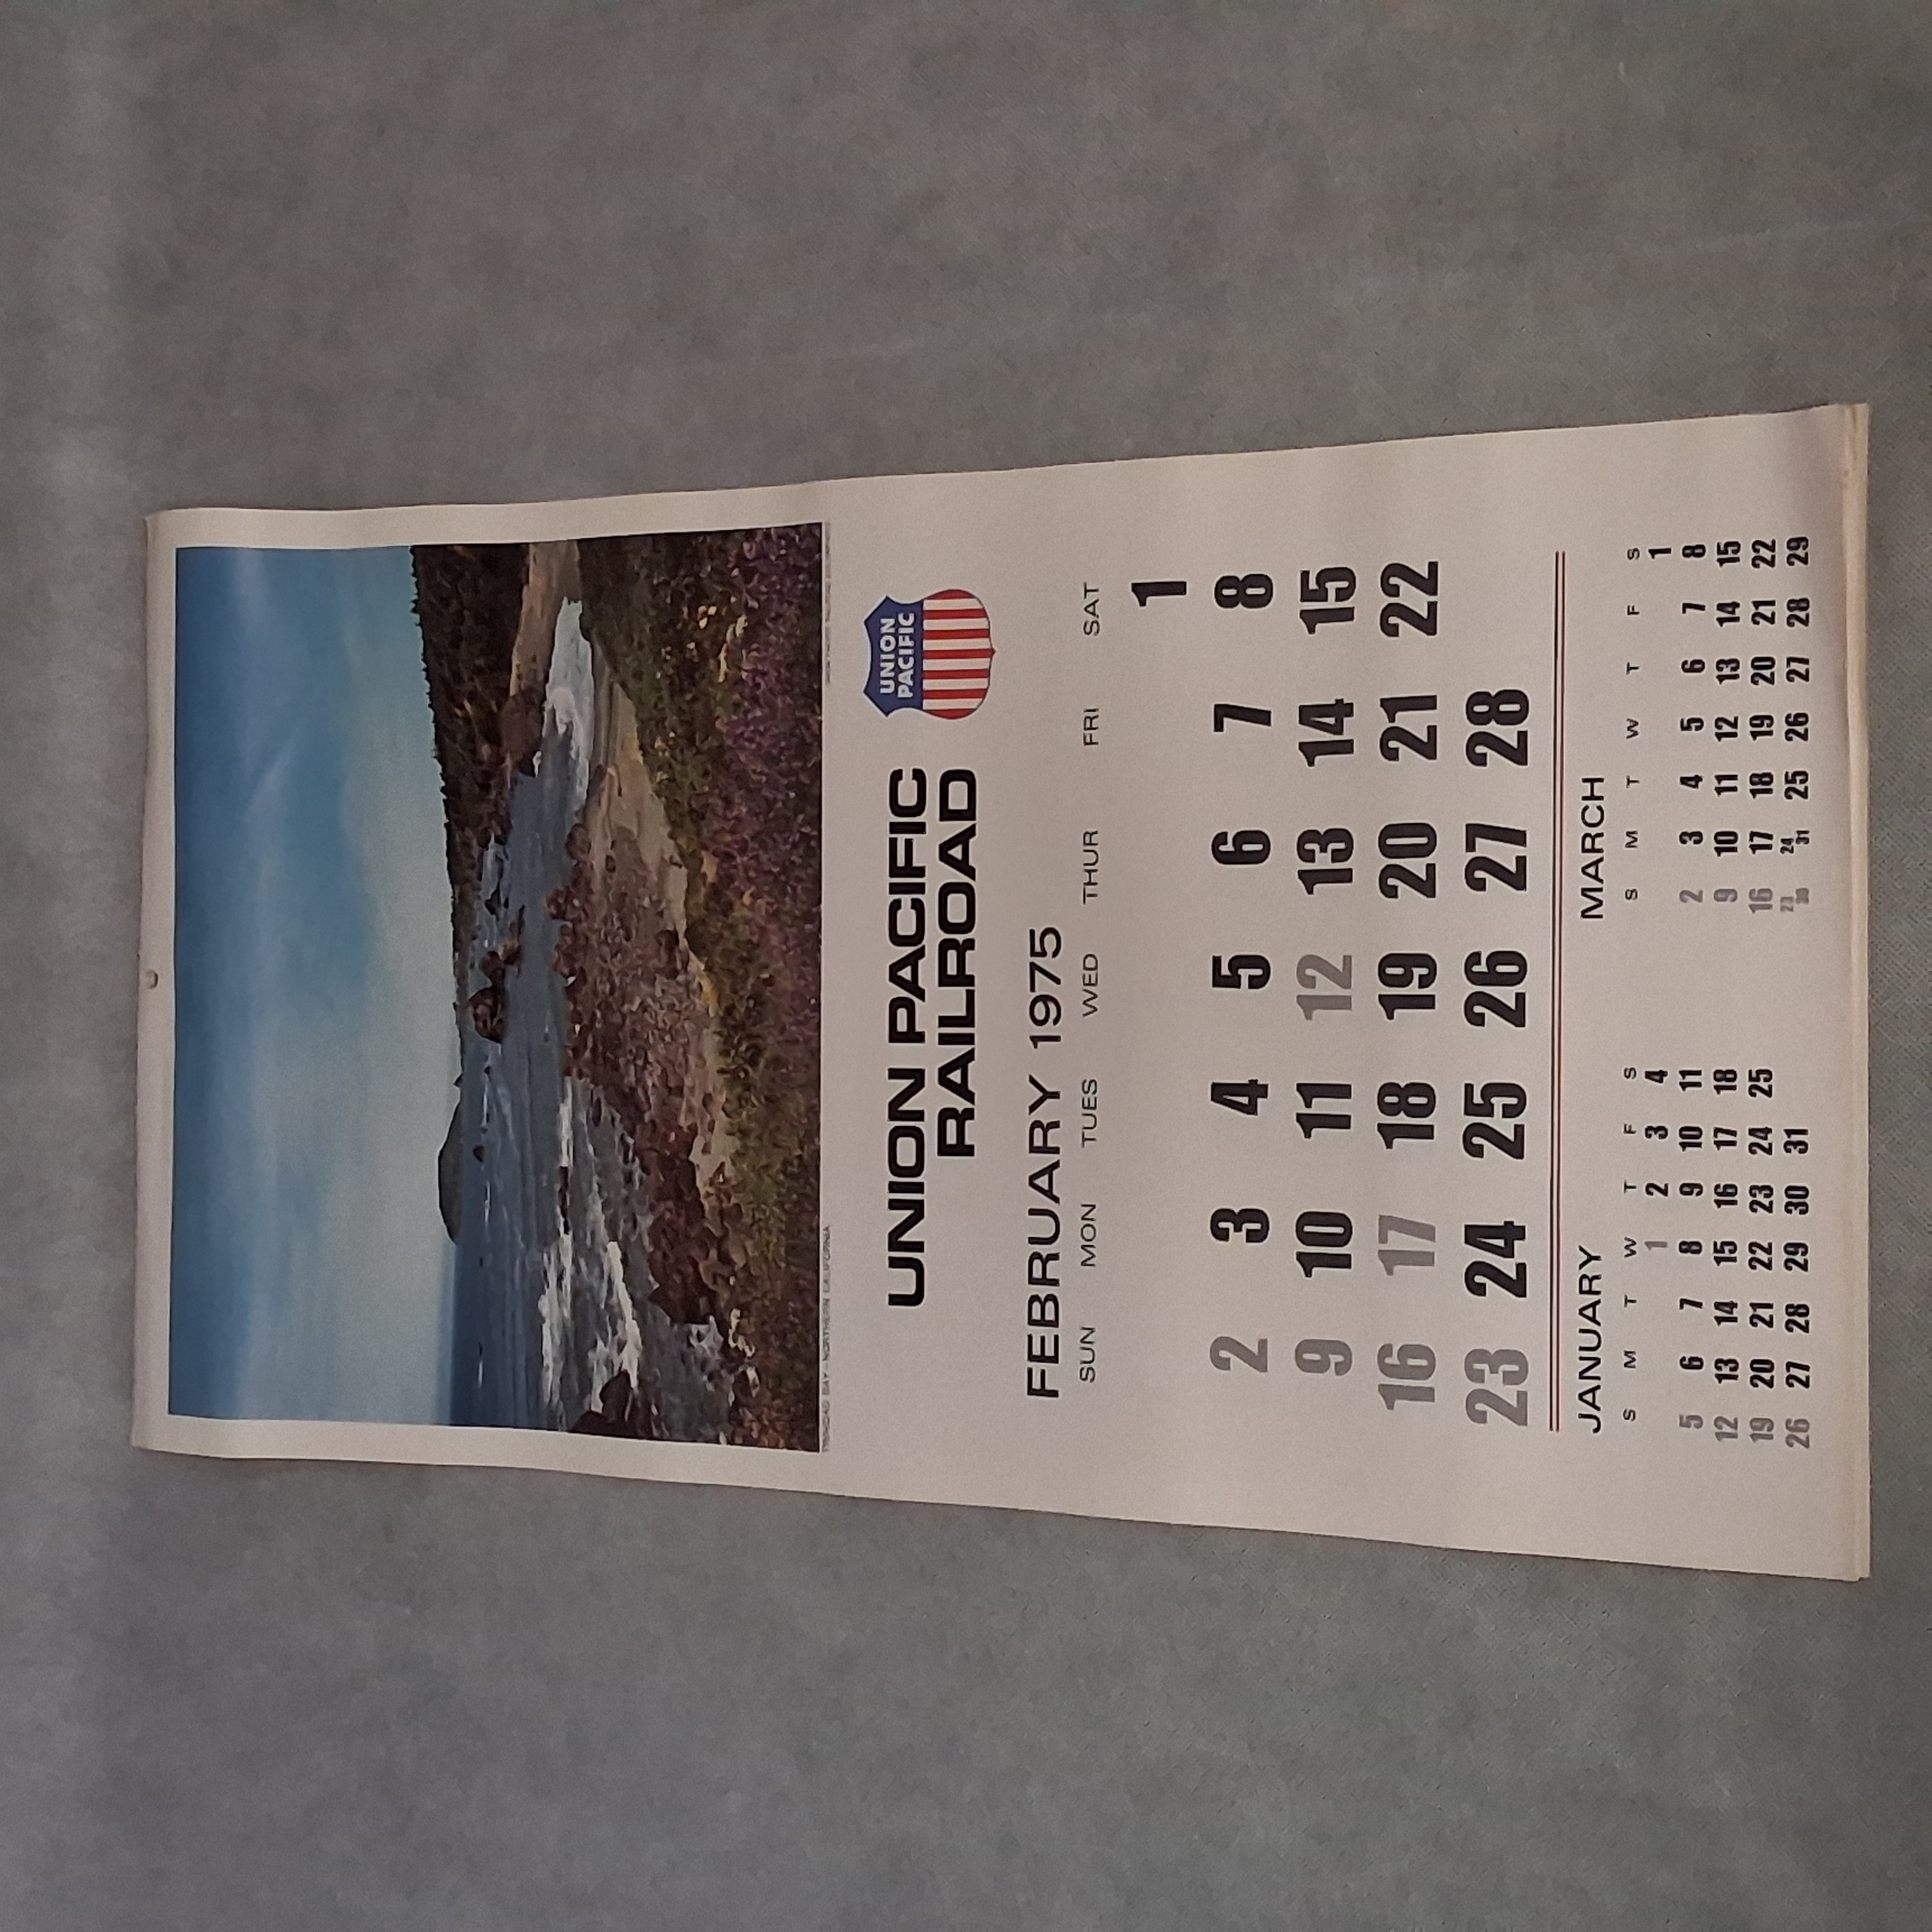 TRINIDAD BAY - NORTHERN CALIFORNIA
UNION PACIFIC
RAILROAD
UNION
PACIFIC
FEBRUARY 1975
SUN MON TUES WED THUR FRI SAT
1
2 3 4 5 6 7 8
9 10 11 12 13 14 15
16 17 18 19 20 21 22
23 24 25 26 27 28
JANUARY
S M T W T F S
1 2 3 4
5 6 7 8 9 10 11
12 13 14 15 16 17 18
19 20 21 22 23 24 25
26 27 28 29 30 31
MARCH
S M T W T F S
1
2 3 4 5 6 7 8
9 10 11 12 13 14 15
16 17 18 19 20 21 22
23 24 25 26 27 28 29
30 31